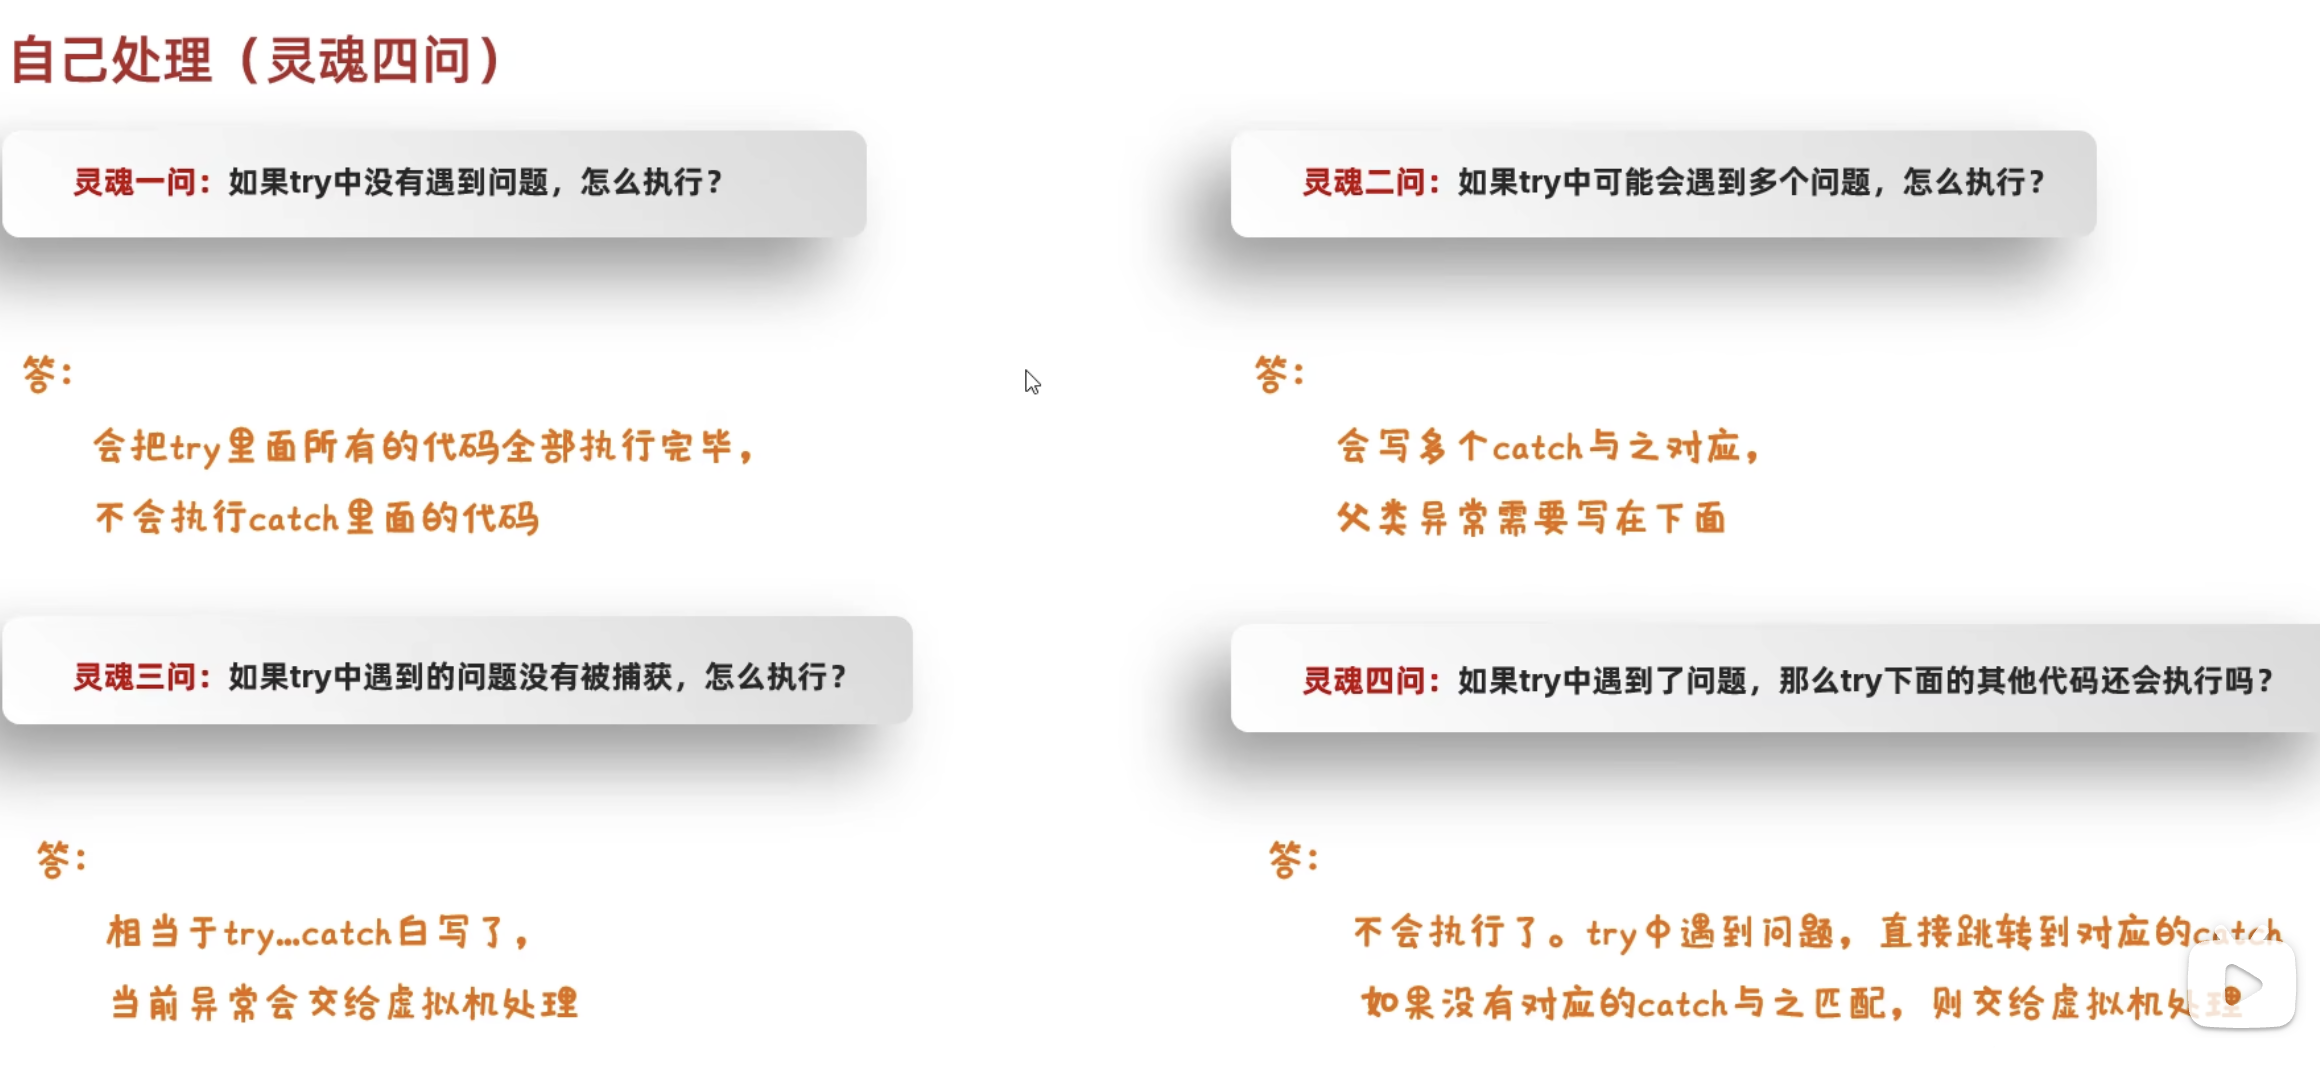 自己处理（灵魂四问）
灵魂一问：如果try中没有遇到问题，怎么执行？
答：
会把try里面所有的代码全部执行完毕，
不会执行catch里面的代码
灵魂二问：如果try中可能会遇到多个问题，怎么执行？
答：
会写多个catch与之对应，
父类异常需要写在下面
灵魂三问：如果try中遇到的问题没有被捕获，怎么执行？
答：
相当于try...catch白写了，
当前异常会交给虚拟机处理
灵魂四问：如果try中遇到了问题，那么try下面的其他代码还会执行吗？
答：
不会执行了。try中遇到问题，直接跳转到对应的catch
如果没有对应的catch与之匹配，则交给虚拟机处理